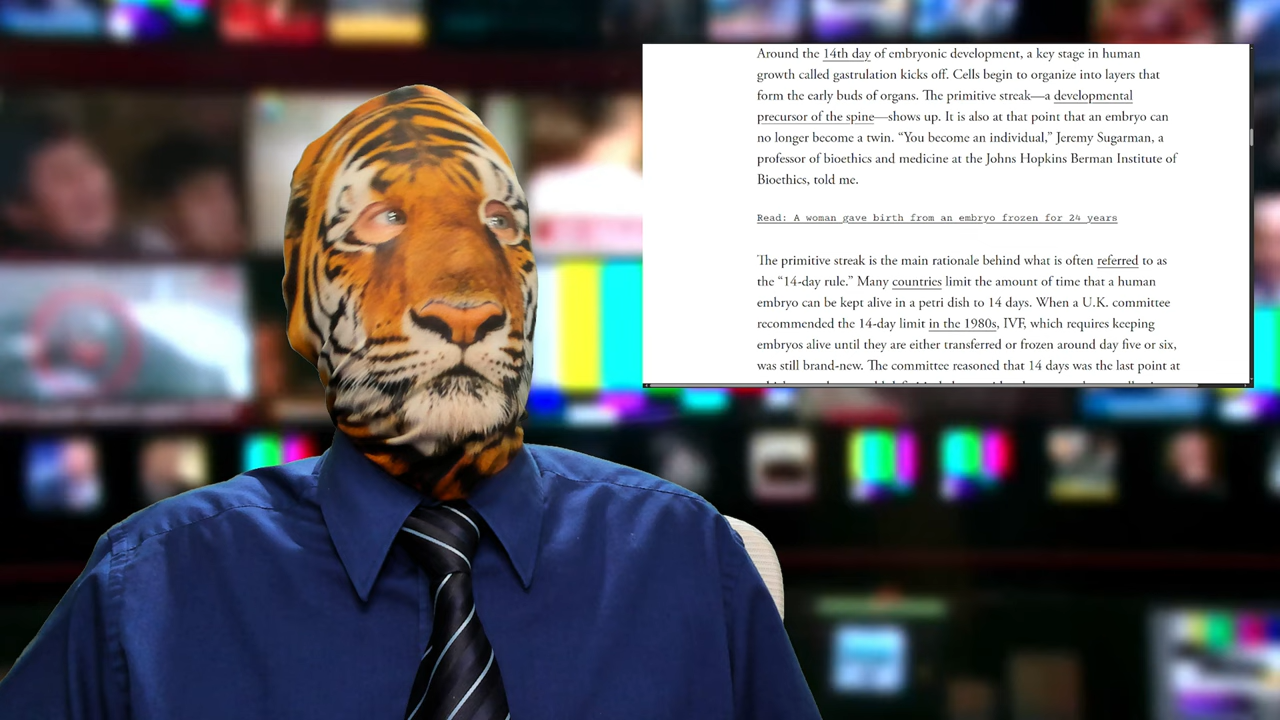 Around the 14th day of embryonic development, a key stage in human
growth called gastrulation kicks off. Cells begin to organize into layers that
form the early buds of organs. The primitive streak—a developmental
precursor of the spine—shows up. It is also at that point that an embryo can
no longer become a twin. “You become an individual,” Jeremy Sugarman, a
professor of bioethics and medicine at the Johns Hopkins Berman Institute of
Bioethics, told me.
Read: A woman gave birth from an embryo frozen for 24 years
The primitive streak is the main rationale behind what is often referred to as
the “14-day rule.” Many countries limit the amount of time that a human
embryo can be kept alive in a petri dish to 14 days. When a U.K. committee
recommended the 14-day limit in the 1980s, IVF, which requires keeping
embryos alive until they are either transferred or frozen around day five or six,
was still brand-new. The committee reasoned that 14 days was the last point at